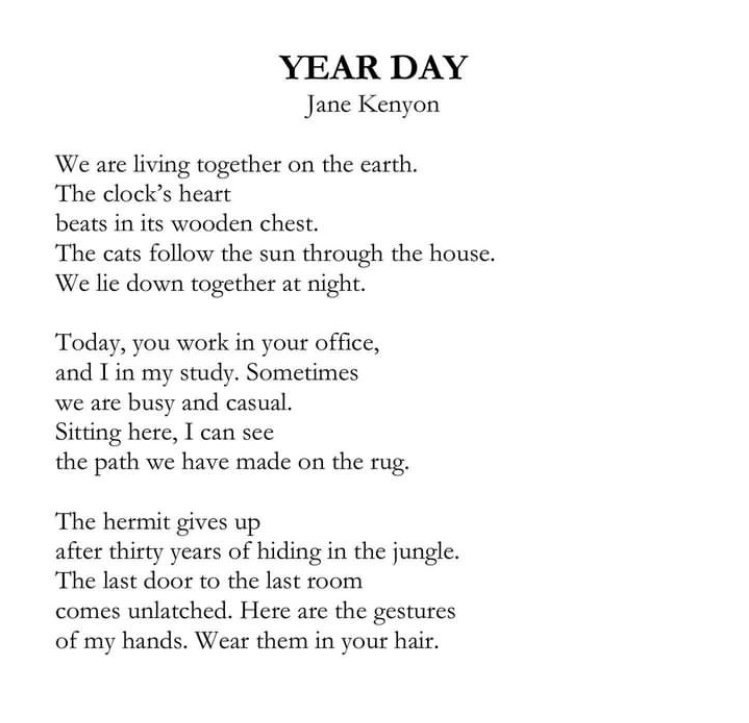 YEAR DAY
Jane Kenyon
We are living together on the earth.
The clock’s heart
beats in its wooden chest.
The cats follow the sun through the house.
We lie down together at night.
Today, you work in your office,
and I in my study. Sometimes
we are busy and casual.
Sitting here, I can see
the path we have made on the rug.
The hermit gives up
after thirty years of hiding in the jungle.
The last door to the last room
comes unlatched. Here are the gestures
of my hands. Wear them in your hair.